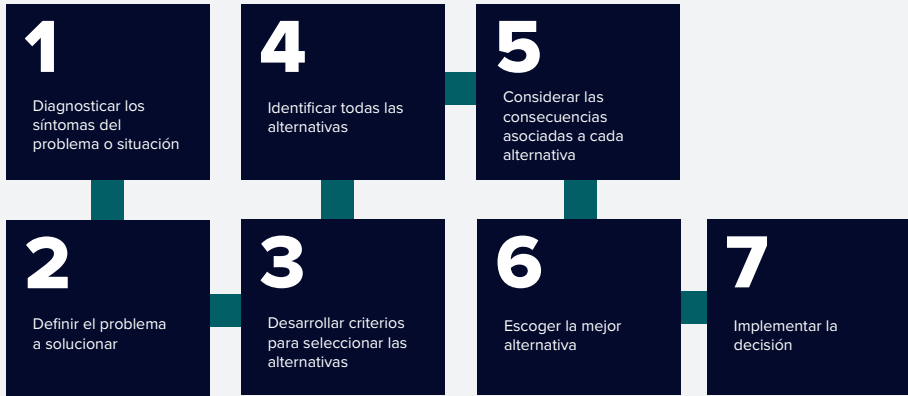 1
Diagnosticar los
síntomas del
problema o situación
2
Definir el problema
a solucionar
3
Desarrollar criterios
para seleccionar las
alternativas
4
Identificar todas las
alternativas
5
Considerar las
consecuencias
asociadas a cada
alternativa
6
Escoger la mejor
alternativa
7
Implementar la
decisión